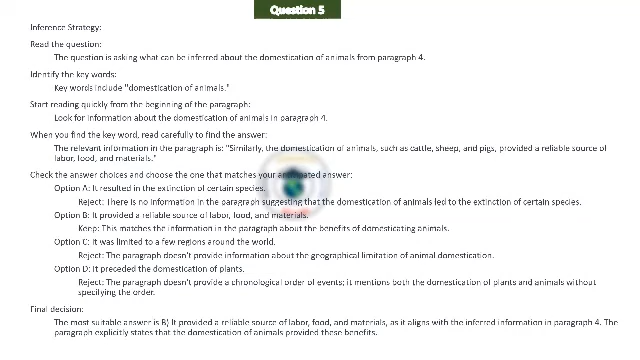 Question 5
Inference Strategy:
Read the question:
The question is asking what can be inferred about the domestication of animals from paragraph 4.
Identify the key words:
Key words include "domestication of animals."
Start reading quickly from the beginning of the paragraph:
Look for information about the domestication of animals in paragraph 4.
When you find the key word, read carefully to find the answer:
The relevant information in the paragraph is: "Similarly, the domestication of animals, such as cattle, sheep, and pigs, provided a reliable source of
labor, food, and materials."
Check the answer choices and choose the one that matches your anticipated answer:
Option A: It resulted in the extinction of certain species.
Reject: There is no information in the paragraph suggesting that the domestication of animals led to the extinction of certain species.
Option B: It provided a reliable source of labor, food, and materials.
Keep: This matches the information in the paragraph about the benefits of domesticating animals.
Option C: It was limited to a few regions around the world.
Reject: The paragraph doesn't provide information about the geographical limitation of animal domestication.
Option D: It preceded the domestication of plants.
Reject: The paragraph doesn't provide a chronological order of events; it mentions both the domestication of plants and animals without
specifying the order.
Final decision:
The most suitable answer is B) It provided a reliable source of labor, food, and materials, as it aligns with the inferred information in paragraph 4. The
paragraph explicitly states that the domestication of animals provided these benefits.